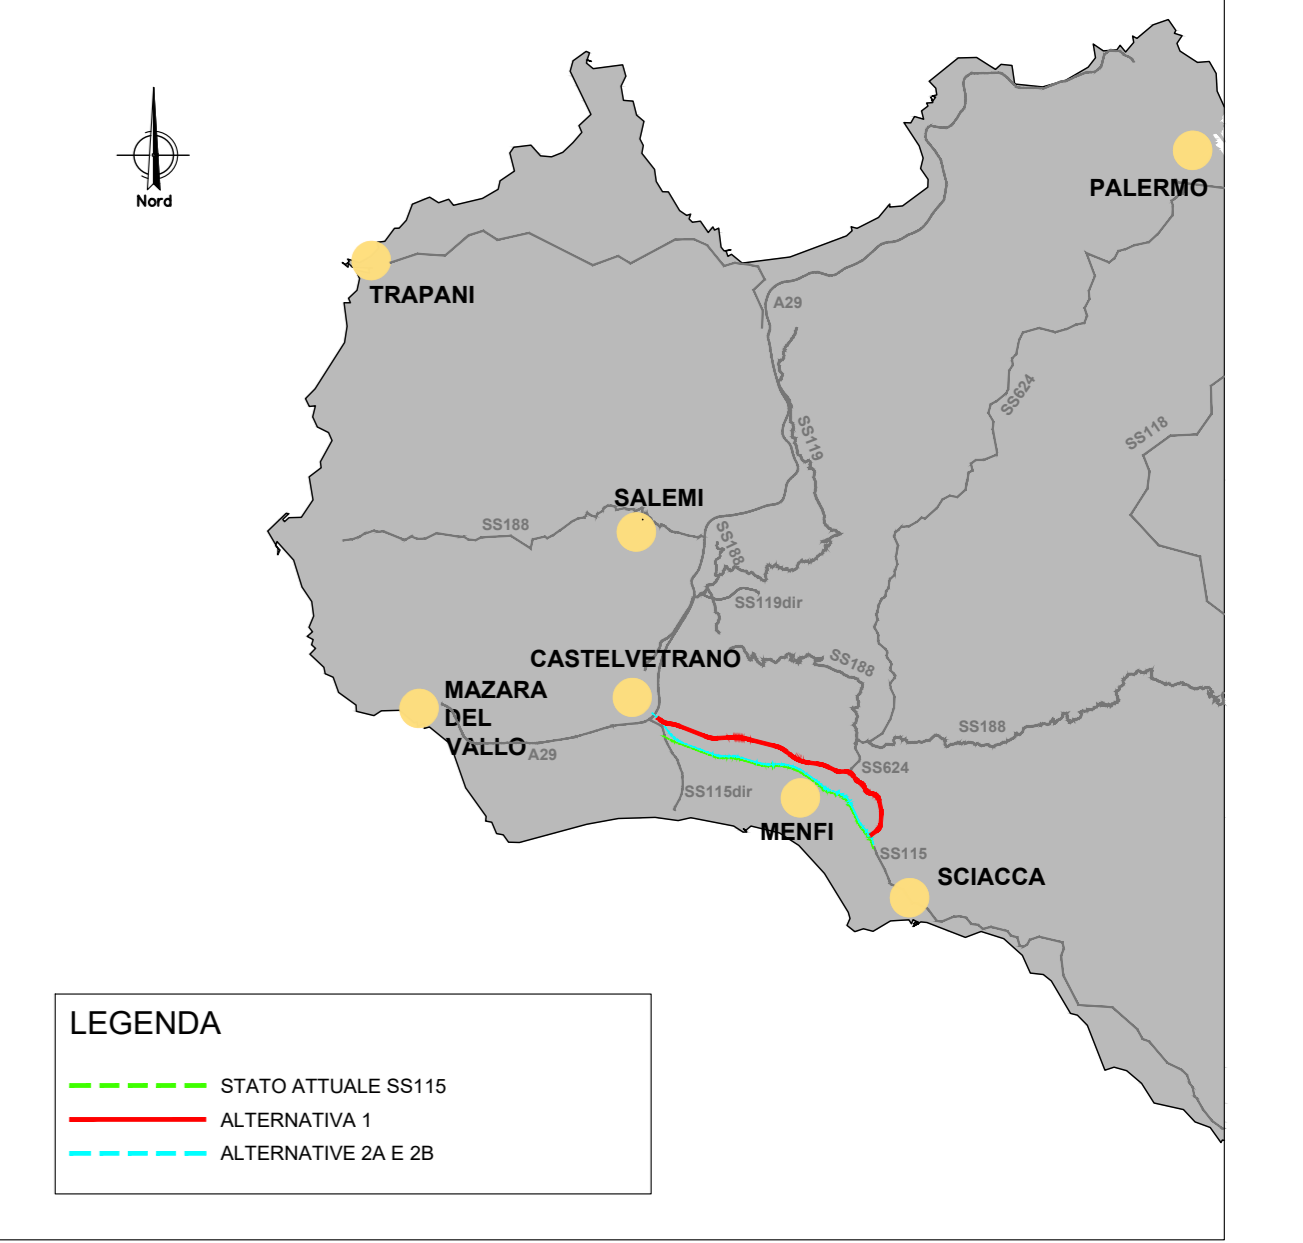 Nord
PALERMO
TRAPANI
A29
SS624
SS118
SS119
SALEMI
SS188
SS188
SS119dir
CASTELVETRANO
SS188
MAZARA
DEL
VALLO
A29
SS188
SS624
SS115dir
MENFI
SS115
SCIACCA
LEGENDA
STATO ATTUALE SS115
ALTERNATIVA 1
ALTERNATIVE 2A E 2B